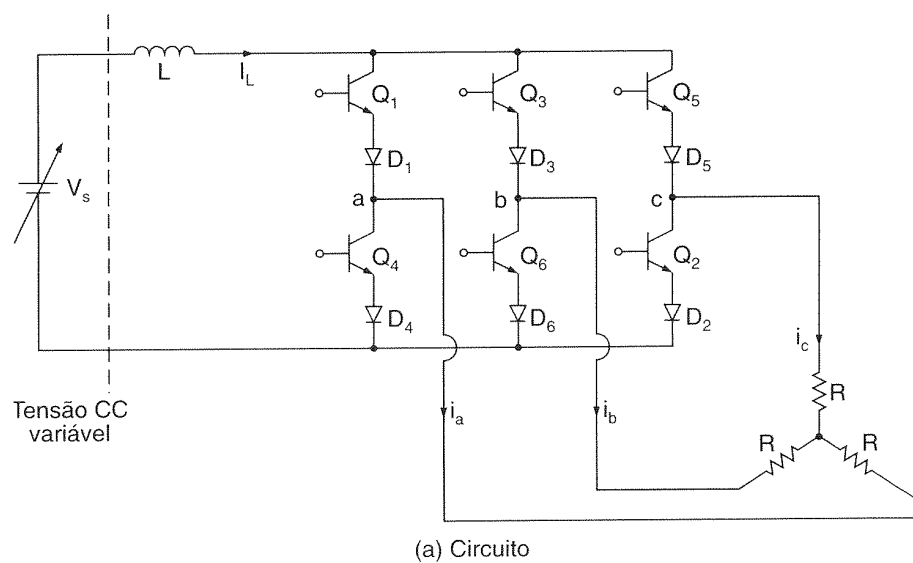 L
I_L
Q_1
Q_3
Q_5
D_1
D_3
D_5
V_s
a
b
c
Q_4
Q_6
Q_2
D_4
D_6
D_2
Tensão CC
variável
i_a
i_b
i_c
R
R
R
(a) Circuito